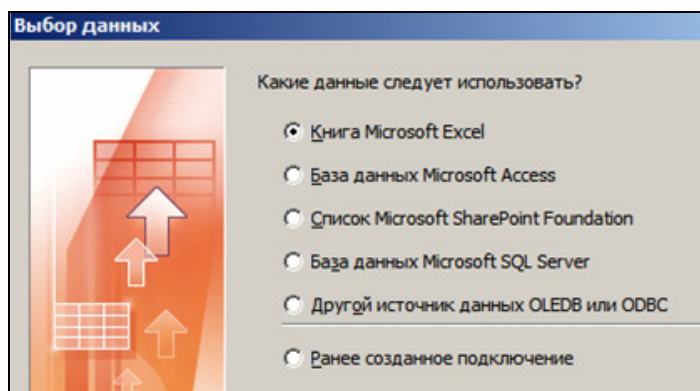 Выбор данных
Какие данные следует использовать?
Книга Microsoft Excel
База данных Microsoft Access
Список Microsoft SharePoint Foundation
База данных Microsoft SQL Server
Другой источник данных OLEDB или ODBC
Ранее созданное подключение